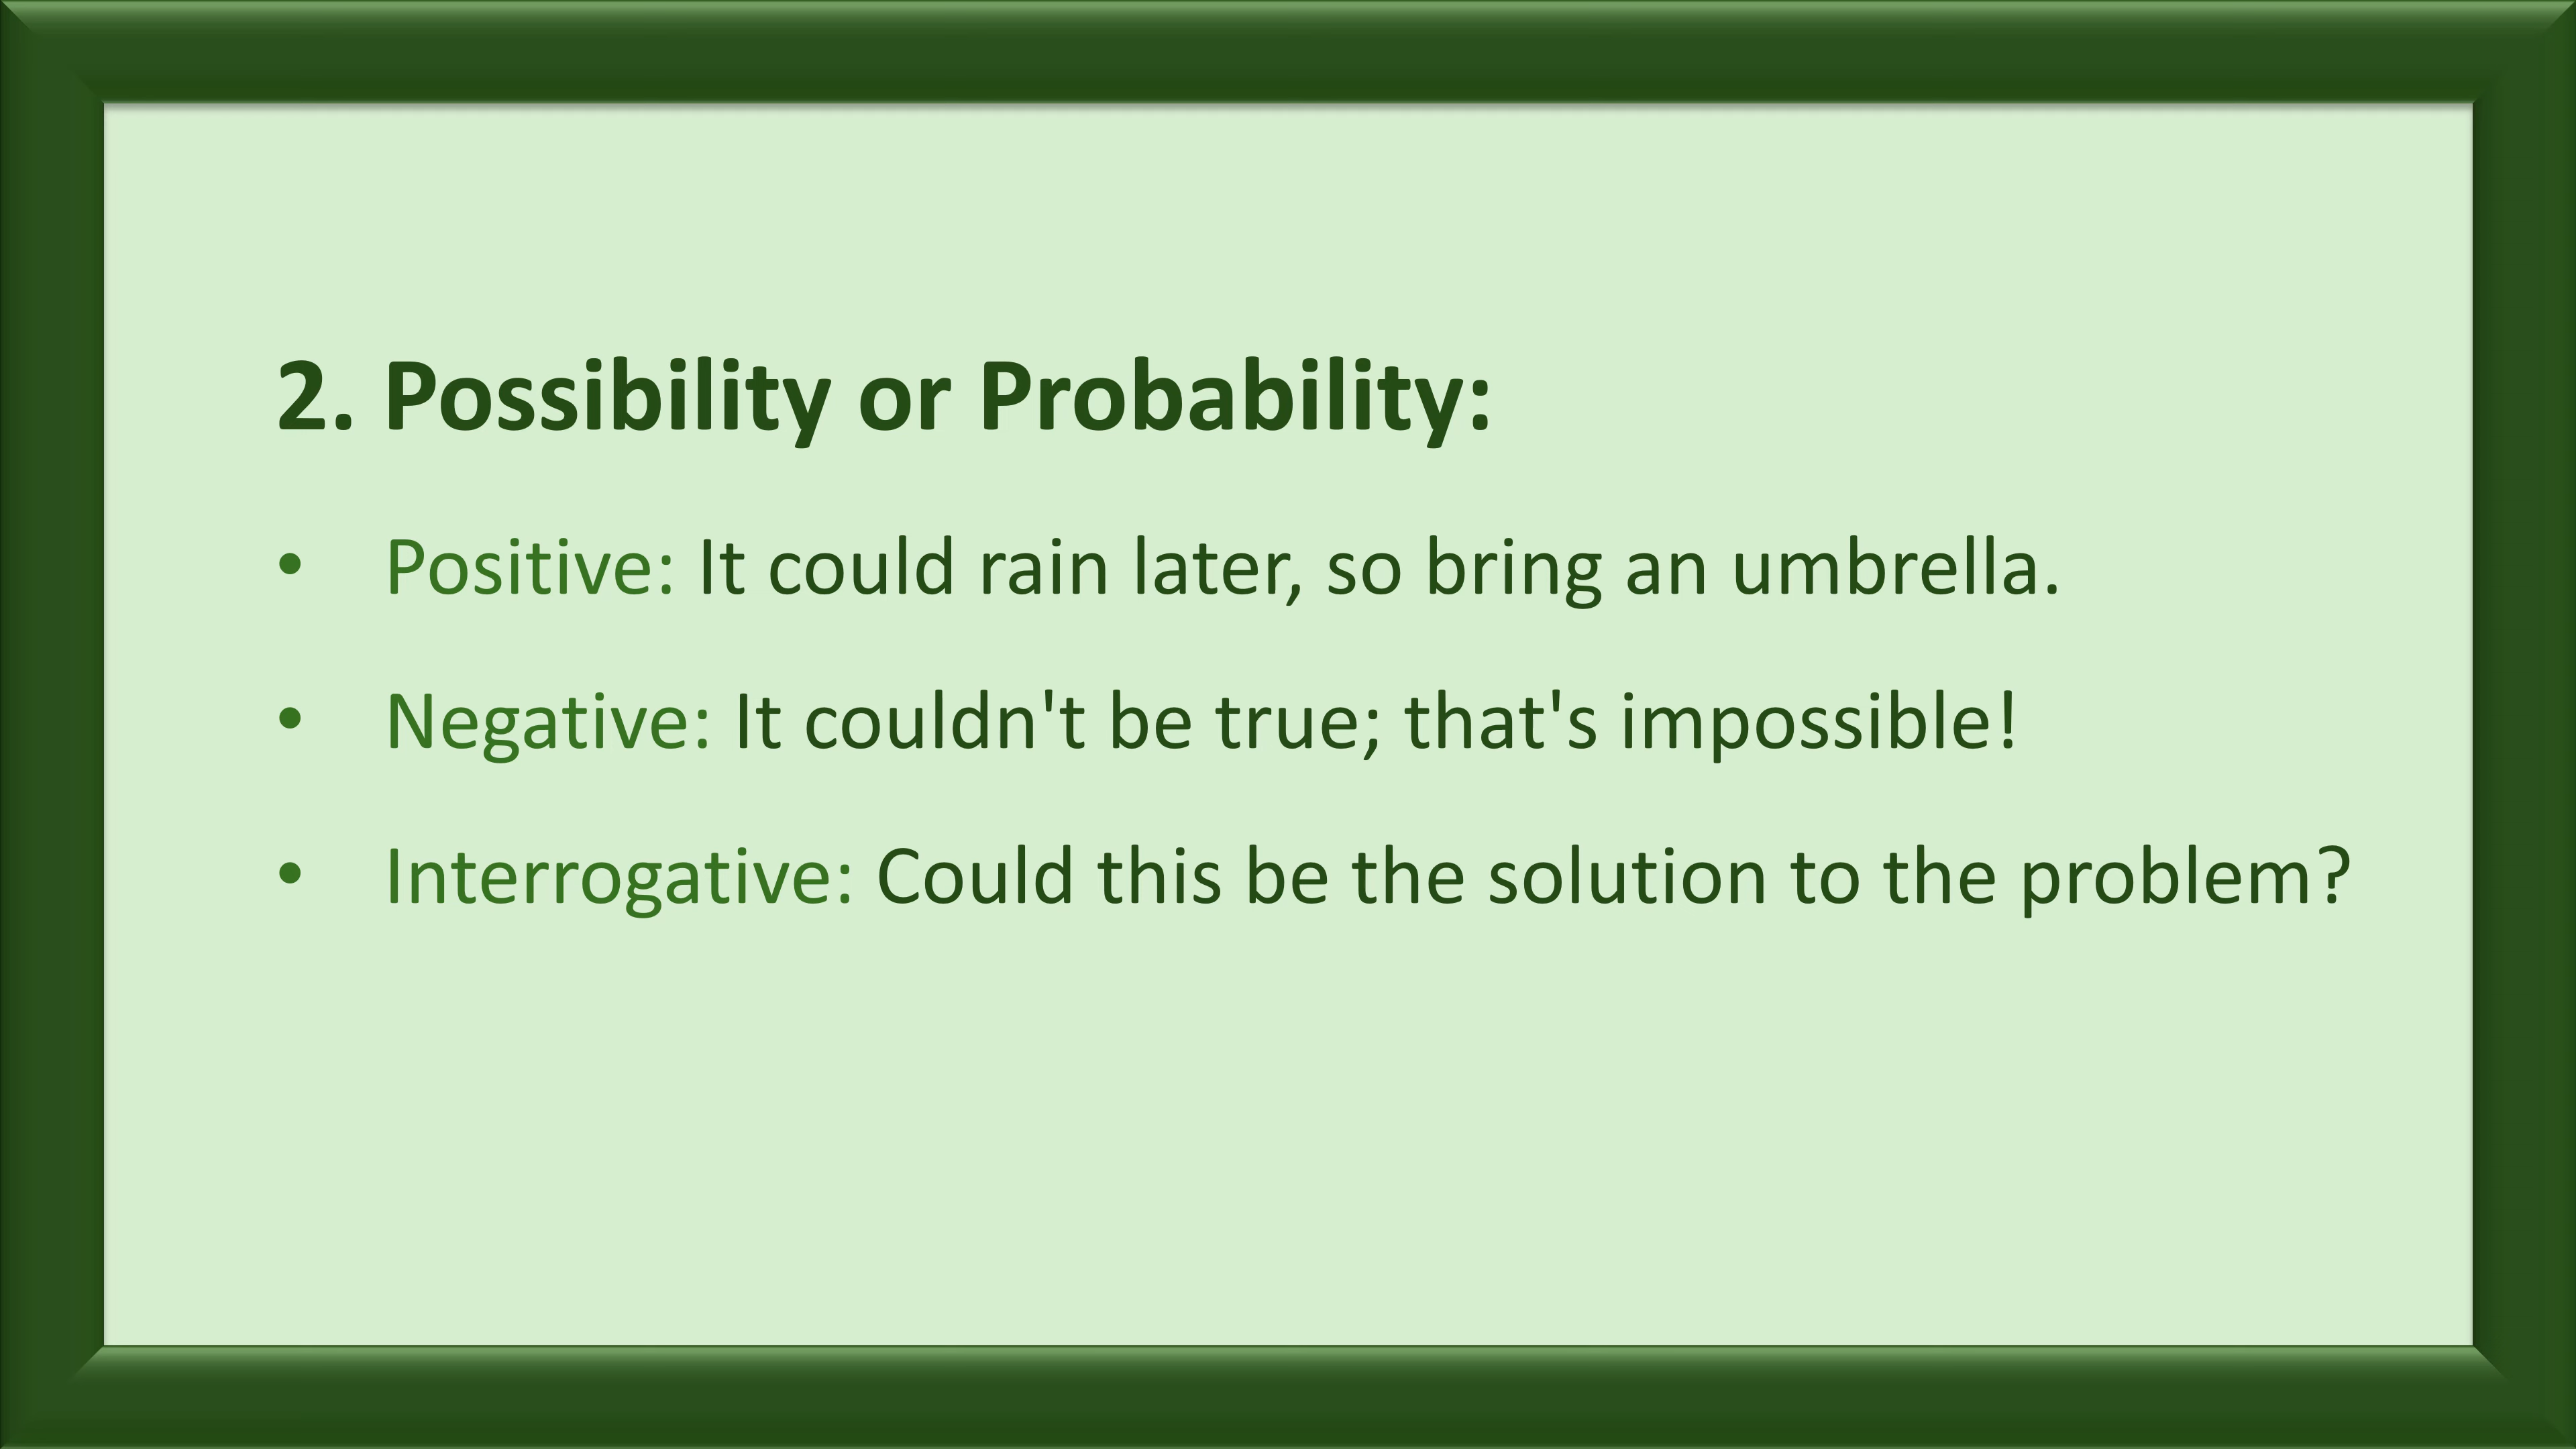 2. Possibility or Probability:
• Positive: It could rain later, so bring an umbrella.
• Negative: It couldn't be true; that's impossible!
• Interrogative: Could this be the solution to the problem?